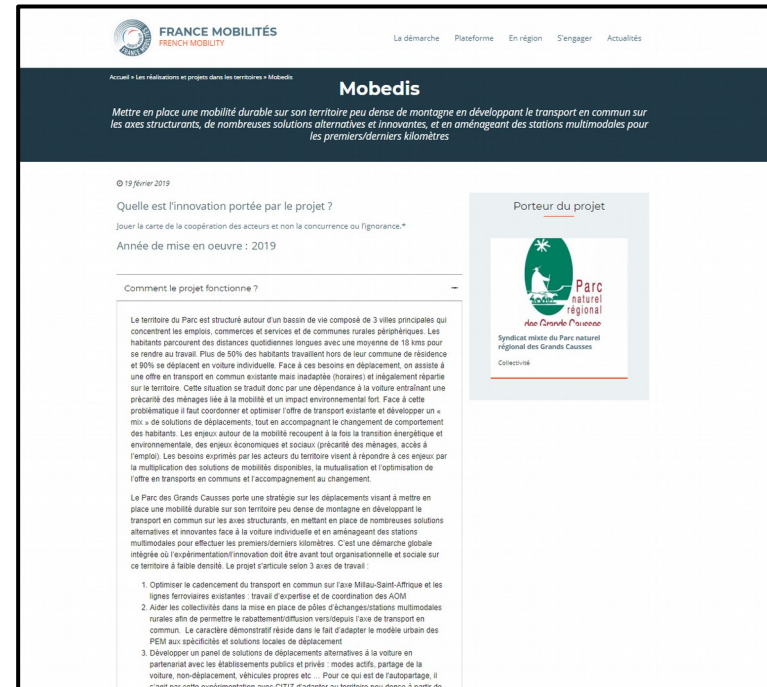 FRANCE MOBILITÉS
FRENCH MOBILITY
La démarche Plateforme En région S'engager Actualités
Accueil » Les réalisations et projets dans les territoires » Mobedis
Mobedis
Mettre en place une mobilité durable sur son territoire peu dense de montagne en développant le transport en commun sur
les axes structurants, de nombreuses solutions alternatives et innovantes, et en aménageant des stations multimodales pour
les premiers/derniers kilomètres
19 février 2019
Quelle est l'innovation portée par le projet ?
Jouer la carte de la coopération des acteurs et non la concurrence ou l'ignorance.*
Année de mise en oeuvre : 2019
Comment le projet fonctionne ?
Le territoire du Parc est structuré autour d'un bassin de vie composé de 3 villes principales qui
concentrent les emplois, commerces et services et de communes rurales périphériques. Les
habitants parcourent des distances quotidiennes longues avec une moyenne de 18 kms pour
se rendre au travail. Plus de 50% des habitants travaillent hors de leur commune de résidence
et 90% se déplacent en voiture individuelle. Face à ces besoins en déplacement, on assiste à
une offre en transport en commun existante mais inadaptée (horaires) et inégalement répartie
sur le territoire. Cette situation se traduit donc par une dépendance à la voiture entraînant une
précarité des ménages liée à la mobilité et un impact environnemental fort. Face à cette
problématique il faut coordonner et optimiser l'offre de transport existante et développer un «
mix » de solutions de déplacements, tout en accompagnant le changement de comportement
des habitants. Les enjeux autour de la mobilité recoupent à la fois la transition énergétique et
environnementale, des enjeux économiques et sociaux (précarité des ménages, accès à
l'emploi). Les besoins exprimés par les acteurs du territoire visent à répondre à ces enjeux par
la multiplication des solutions de mobilités disponibles, la mutualisation et l'optimisation de
l'offre en transports en communs et l'accompagnement au changement.
Le Parc des Grands Causses porte une stratégie sur les déplacements visant à mettre en
place une mobilité durable sur son territoire peu dense de montagne en développant le
transport en commun sur les axes structurants, en mettant en place de nombreuses solutions
alternatives et innovantes face à la voiture individuelle et en aménageant des stations
multimodales pour effectuer les premiers/derniers kilomètres. C'est une démarche globale
intégrée où l'expérimentation/l'innovation doit être avant tout organisationnelle et sociale sur
ce territoire à faible densité. Le projet s'articule selon 3 axes de travail :
1. Optimiser le cadencement du transport en commun sur l'axe Millau-Saint-Affrique et les
lignes ferroviaires existantes : travail d'expertise et de coordination des AOM
2. Aider les collectivités dans la mise en place de pôles d'échanges/stations multimodales
rurales afin de permettre le rabattement/diffusion vers/depuis l'axe de transport en
commun. Le caractère démonstratif réside dans le fait d'adapter le modèle urbain des
PEM aux spécificités et solutions locales de déplacement
3. Développer un panel de solutions de déplacements alternatives à la voiture en
partenariat avec les établissements publics et privés : modes actifs, partage de la
voiture, non-déplacement, véhicules propres etc ... Pour ce qui est de l'autopartage, il
s'agit par cette expérimentation avec CITIZ d'adapter au territoire peu dense à partir de
Porteur du projet
Parc
naturel
régional
des Grands Causses
Syndicat mixte du Parc naturel
régional des Grands Causses
Collectivité